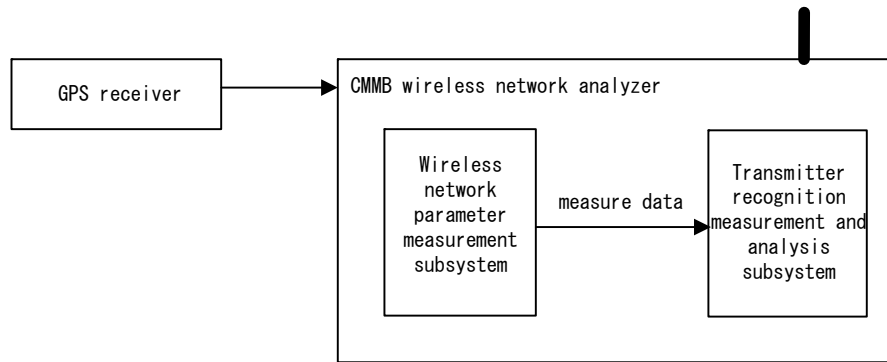 GPS receiver
CMMB wireless network analyzer
Wireless
network
parameter
measurement
subsystem
measure data
Transmitter
recognition
measurement and
analysis
subsystem